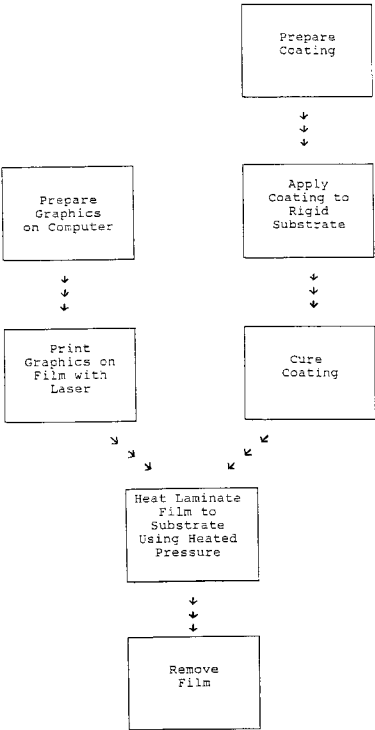 Prepare
Coating
Prepare
Graphics
on Computer
Apply
Coating to
Rigid
Substrate
Print
Graphics on
Film with
Laser
Cure
Coating
Heat Laminate
Film to
Substrate
Using Heated
Pressure
Remove
Film